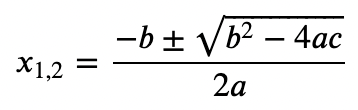 x₁,₂ = (−b ± √(b² − 4ac)) / (2a)